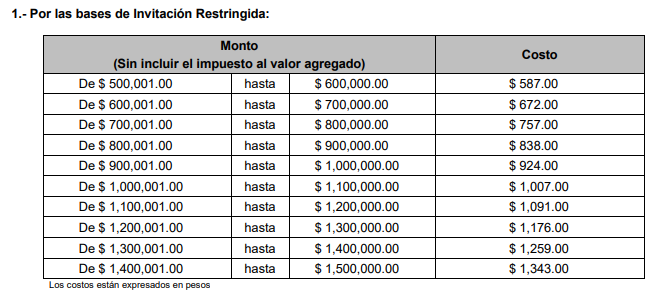 1.- Por las bases de Invitación Restringida:
Monto
(Sin incluir el impuesto al valor agregado)
Costo
De $ 500,001.00 hasta $ 600,000.00 $ 587.00
De $ 600,001.00 hasta $ 700,000.00 $ 672.00
De $ 700,001.00 hasta $ 800,000.00 $ 757.00
De $ 800,001.00 hasta $ 900,000.00 $ 838.00
De $ 900,001.00 hasta $ 1,000,000.00 $ 924.00
De $ 1,000,001.00 hasta $ 1,100,000.00 $ 1,007.00
De $ 1,100,001.00 hasta $ 1,200,000.00 $ 1,091.00
De $ 1,200,001.00 hasta $ 1,300,000.00 $ 1,176.00
De $ 1,300,001.00 hasta $ 1,400,000.00 $ 1,259.00
De $ 1,400,001.00 hasta $ 1,500,000.00 $ 1,343.00
Los costos están expresados en pesos